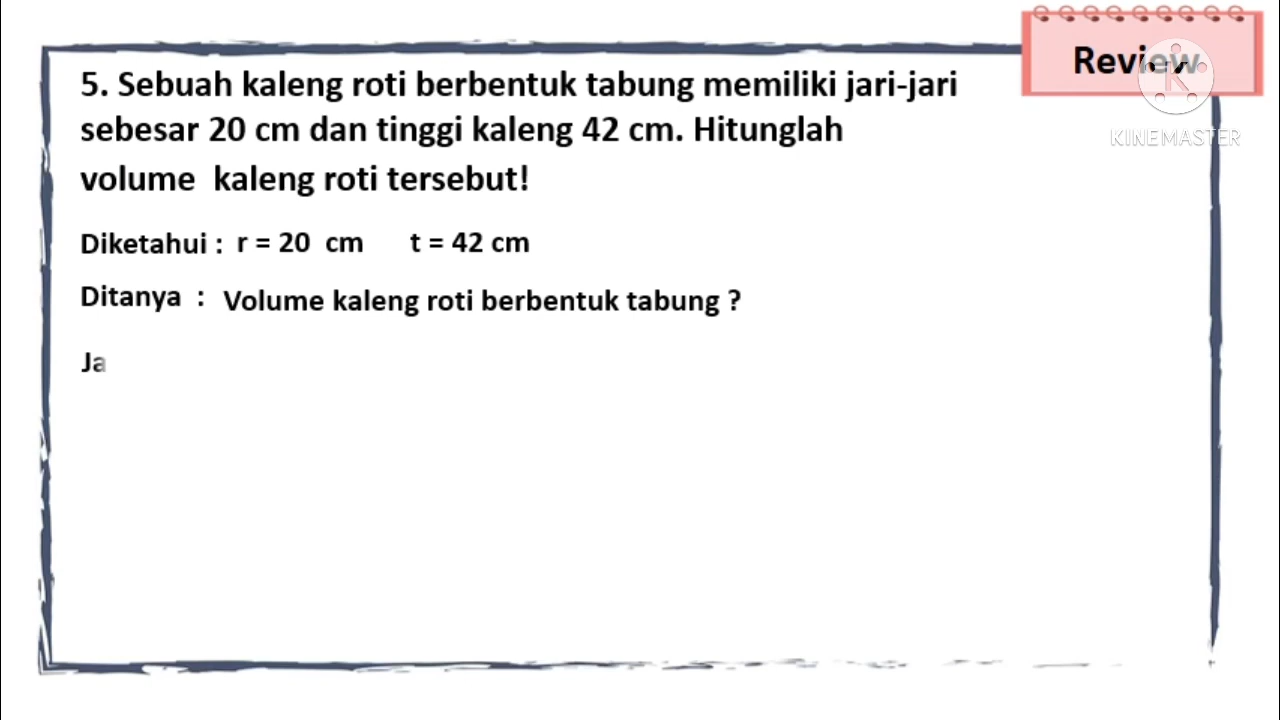 Review
KINEMASTER
5. Sebuah kaleng roti berbentuk tabung memiliki jari-jari
sebesar 20 cm dan tinggi kaleng 42 cm. Hitunglah
volume kaleng roti tersebut!
Diketahui : r = 20 cm t = 42 cm
Ditanya : Volume kaleng roti berbentuk tabung ?
Ja